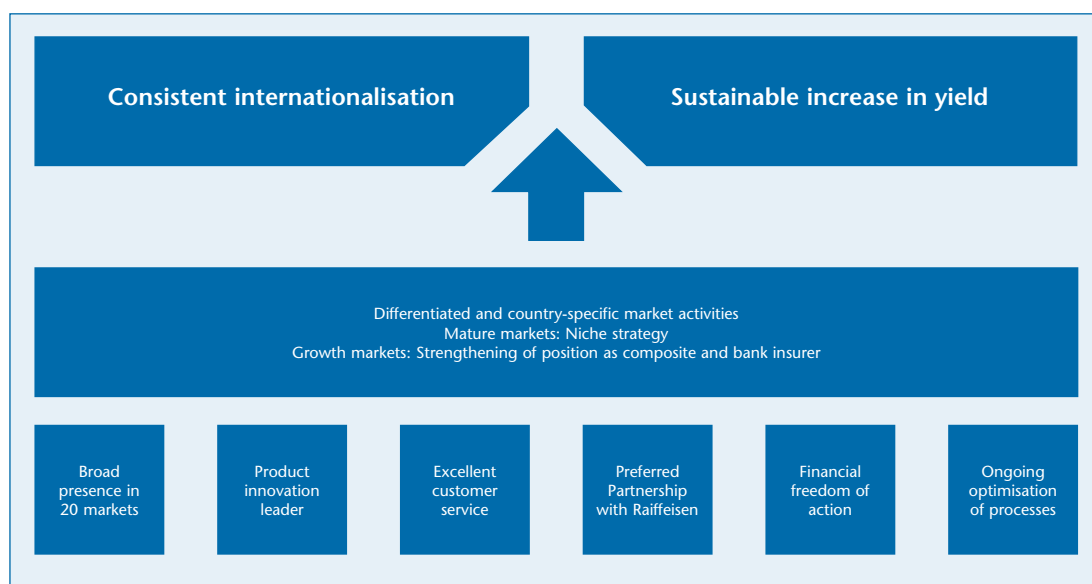 Consistent internationalisation
Sustainable increase in yield
Differentiated and country-specific market activities
Mature markets: Niche strategy
Growth markets: Strengthening of position as composite and bank insurer
Broad
presence in
20 markets
Product
innovation
leader
Excellent
customer
service
Preferred
Partnership
with Raiffeisen
Financial
freedom of
action
Ongoing
optimisation
of processes